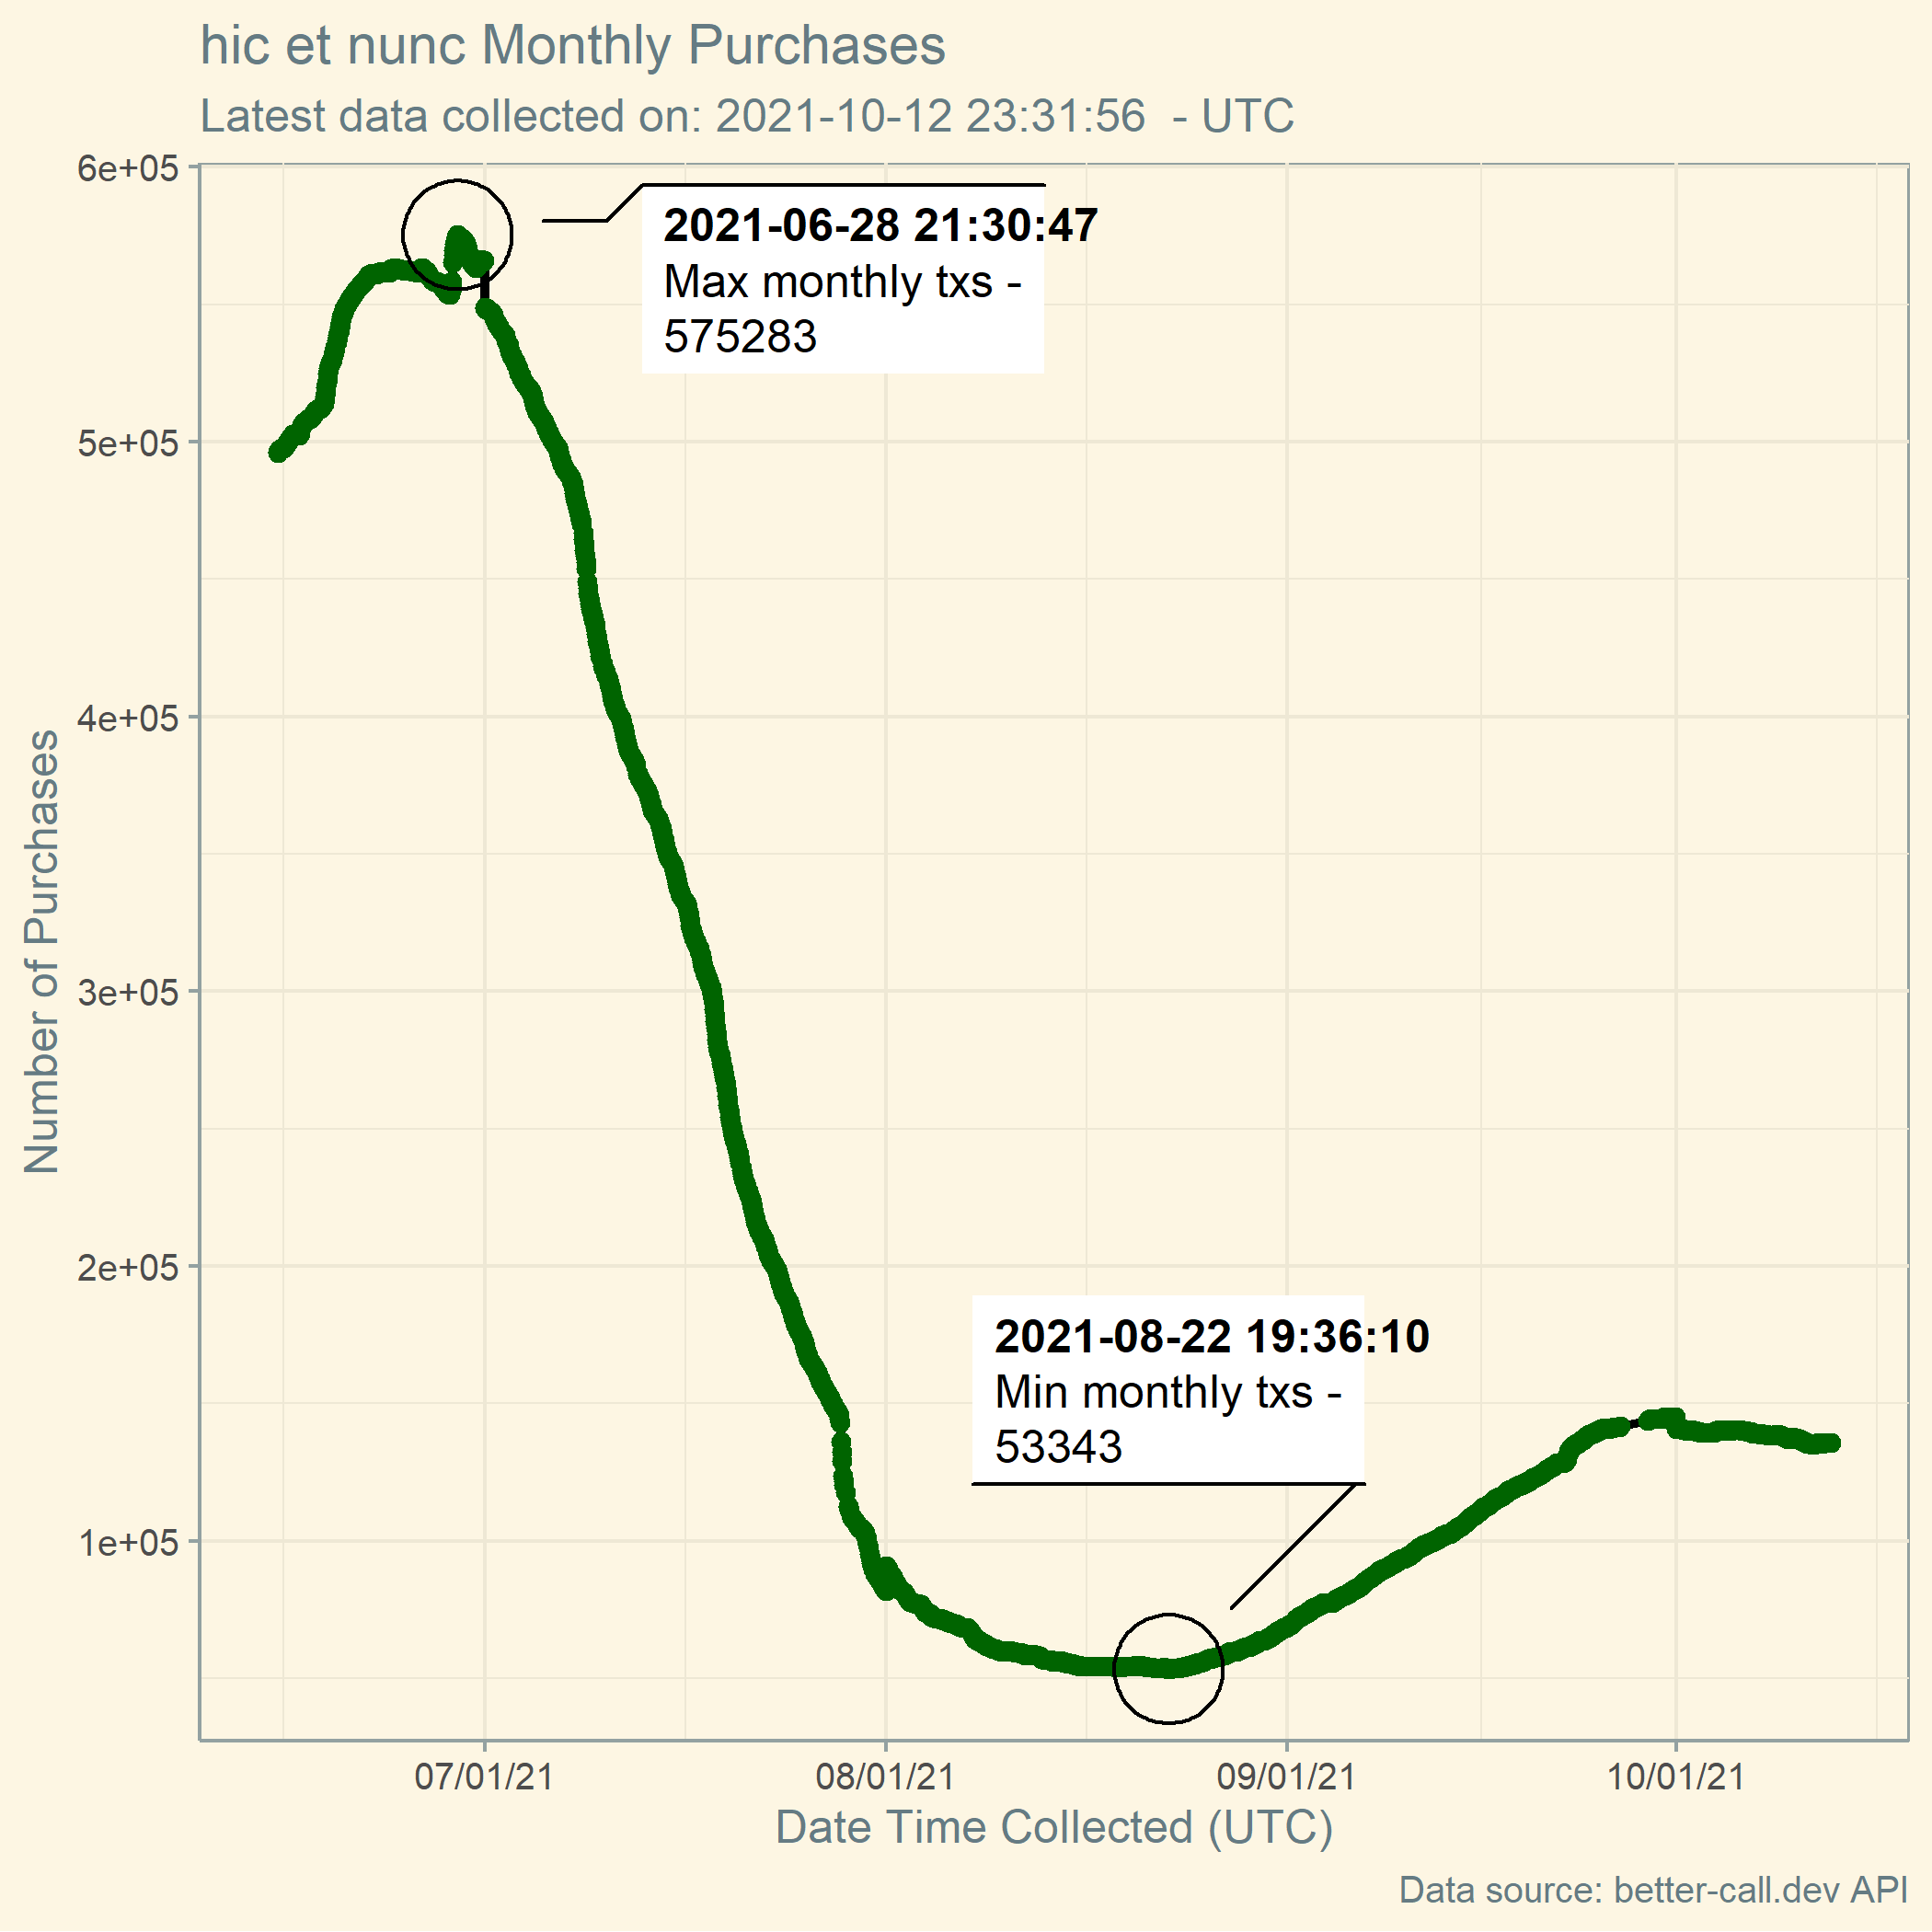 hic et nunc Monthly Purchases
Latest data collected on: 2021-10-12 23:31:56  - UTC
6e+05
5e+05
4e+05
3e+05
2e+05
1e+05
Number of Purchases
2021-06-28 21:30:47
Max monthly txs -
575283
2021-08-22 19:36:10
Min monthly txs -
53343
07/01/21
08/01/21
09/01/21
10/01/21
Date Time Collected (UTC)
Data source: better-call.dev API